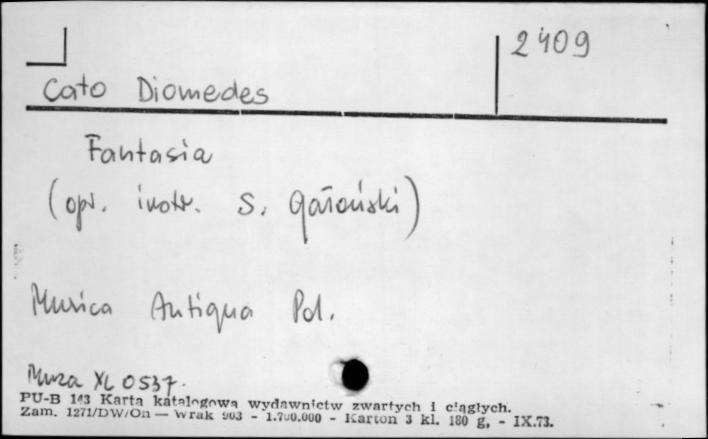 2409
Cato Diomedes
Fantasia
(opr. instr. S. Gałoński)
Musica Antiqua Pol.
Muza XL 0537.
PU-B 143 Karta katalogowa wydawnictw zwartych i ciągłych.
Zam. 1271/DW/On — Wrak 903 - 1.700.000 - Karton 3 kl. 180 g, - IX.73.